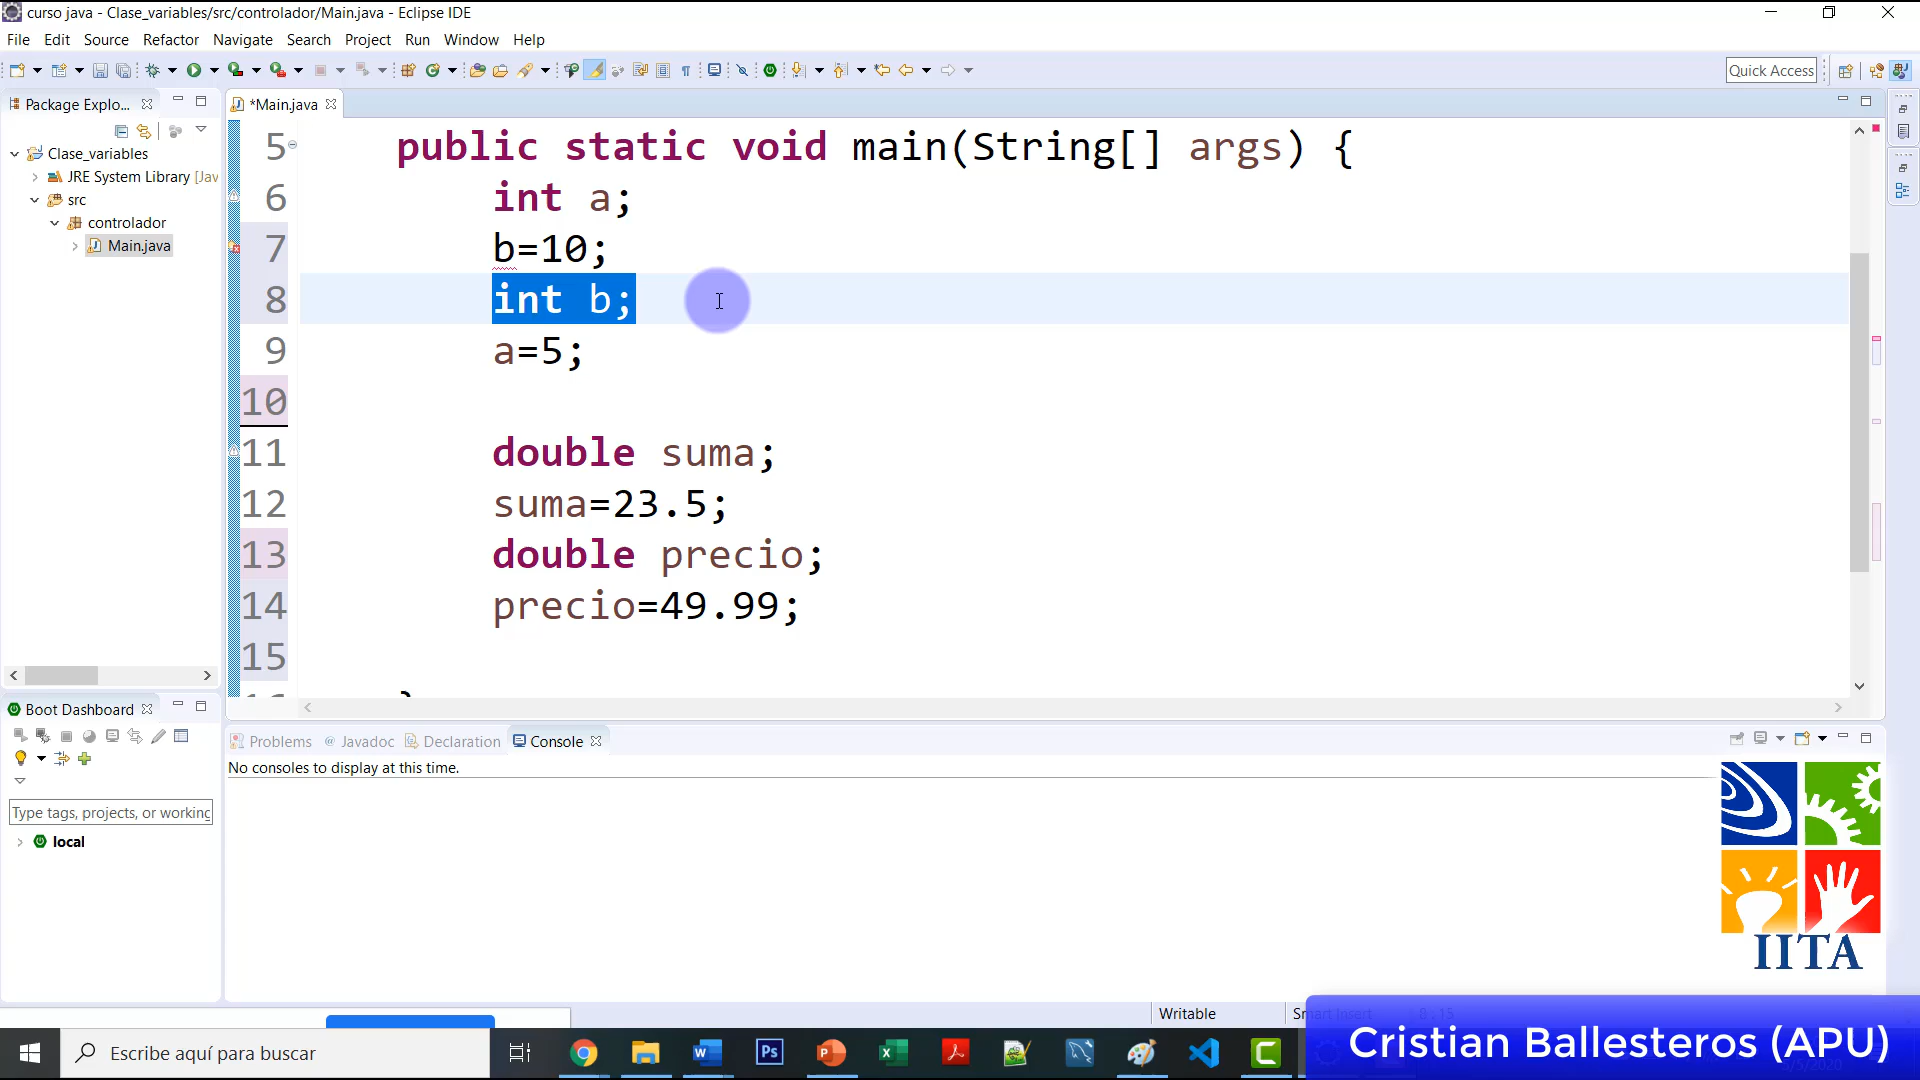 curso java - Clase_variables/src/controlador/Main.java - Eclipse IDE
File Edit Source Refactor Navigate Search Project Run Window Help
Quick Access
Package Explo...
*Main.java
Clase_variables
JRE System Library [Jav
src
controlador
Main.java
5 public static void main(String[] args) {
6 int a;
7 b=10;
8 int b;
9 a=5;
10
11 double suma;
12 suma=23.5;
13 double precio;
14 precio=49.99;
15
Boot Dashboard
Type tags, projects, or working
local
Problems Javadoc Declaration Console
No consoles to display at this time.
IITA
Writable
Cristian Ballesteros (APU)
Escribe aquí para buscar